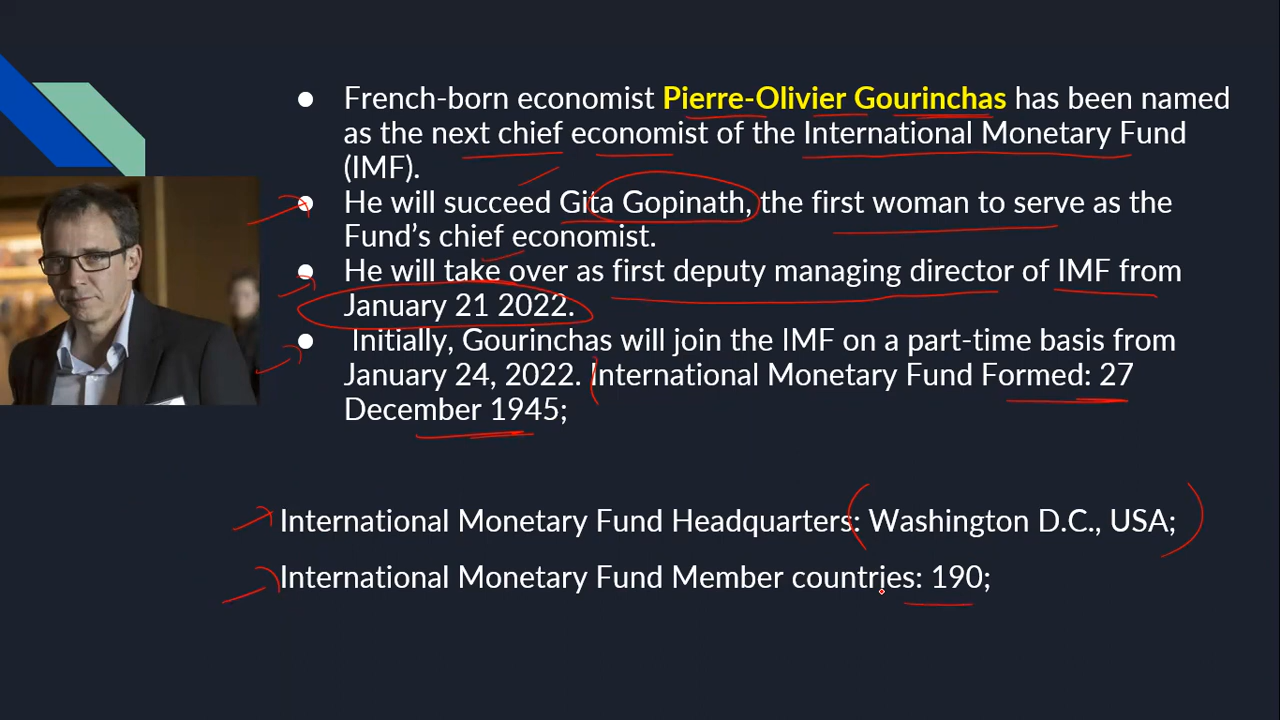 French-born economist Pierre-Olivier Gourinchas has been named
as the next chief economist of the International Monetary Fund
(IMF).
He will succeed Gita Gopinath, the first woman to serve as the
Fund's chief economist.
He will take over as first deputy managing director of IMF from
January 21 2022.
Initially, Gourinchas will join the IMF on a part-time basis from
January 24, 2022. International Monetary Fund Formed: 27
December 1945;
International Monetary Fund Headquarters: Washington D.C., USA;
International Monetary Fund Member countries: 190;